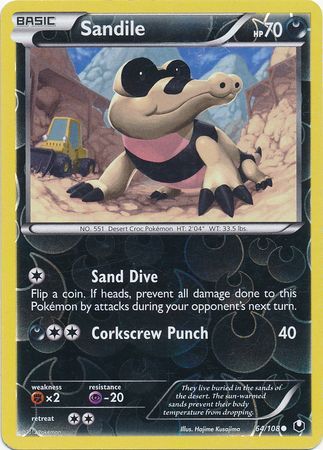 BASIC
Sandile
HP 70
NO. 551 Desert Croc Pokémon HT: 2'04" WT: 33.5 lbs.
Sand Dive
Flip a coin. If heads, prevent all damage done to this
Pokémon by attacks during your opponent's next turn.
Corkscrew Punch 40
weakness
×2
resistance
-20
retreat
They live buried in the sands of
the desert. The sun-warmed
sands prevent their body
temperature from dropping.
Illus. Hajime Kusajima
64/108